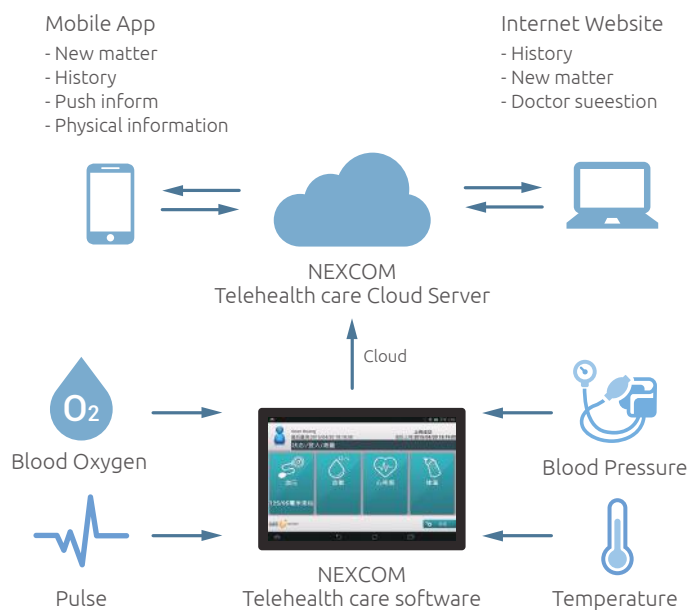 Mobile App
- New matter
- History
- Push inform
- Physical information
Internet Website
- History
- New matter
- Doctor sueestion
NEXCOM
Telehealth care Cloud Server
Cloud
O₂
Blood Oxygen
Blood Pressure
Pulse
NEXCOM
Telehealth care software
Temperature